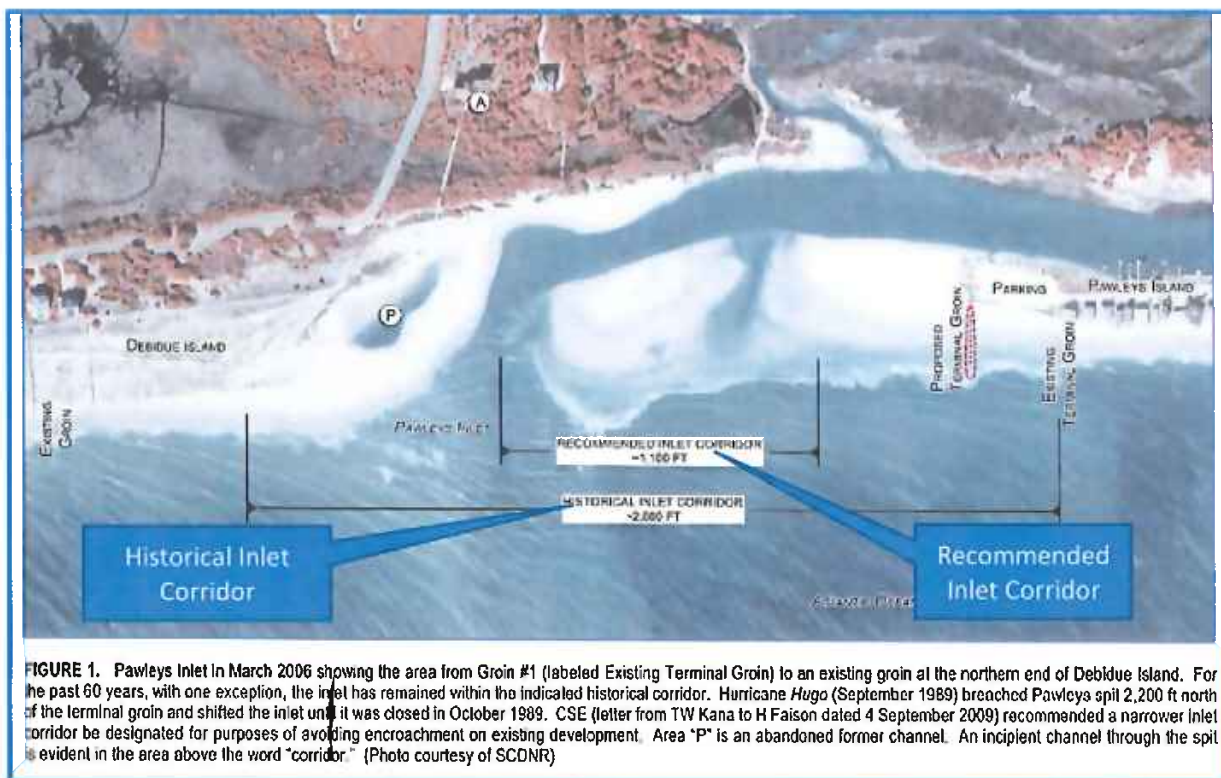 A
P
DEBIDUE ISLAND
EXISTING
GROIN
PAWLEYS INLET
PROPOSED
TERMINAL GROIN
PARKING
PAWLEYS ISLAND
EXISTING
TERMINAL GROIN
RECOMMENDED INLET CORRIDOR
~1,100 FT
HISTORICAL INLET CORRIDOR
~2,800 FT
Historical Inlet
Corridor
Recommended
Inlet Corridor
FIGURE 1. Pawleys Inlet in March 2006 showing the area from Groin #1 (labeled Existing Terminal Groin) to an existing groin at the northern end of Debidue Island. For
the past 60 years, with one exception, the inlet has remained within the indicated historical corridor. Hurricane Hugo (September 1989) breached Pawleys spit 2,200 ft north
of the terminal groin and shifted the inlet until it was closed in October 1989. CSE (letter from TW Kana to H Faison dated 4 September 2009) recommended a narrower inlet
corridor be designated for purposes of avoiding encroachment on existing development. Area "P" is an abandoned former channel. An incipient channel through the spit
is evident in the area above the word "corridor." (Photo courtesy of SCDNR)